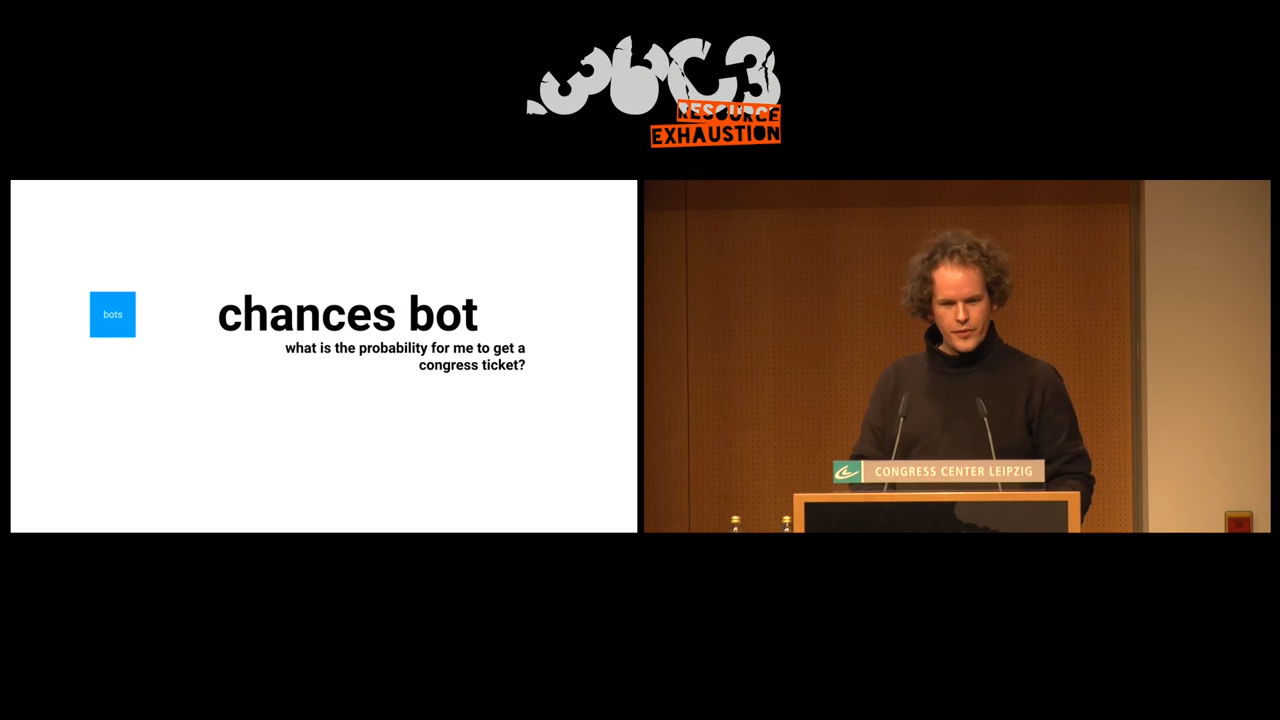 36C3
RESOURCE
EXHAUSTION
bots
chances bot
what is the probability for me to get a
congress ticket?
CONGRESS CENTER LEIPZIG